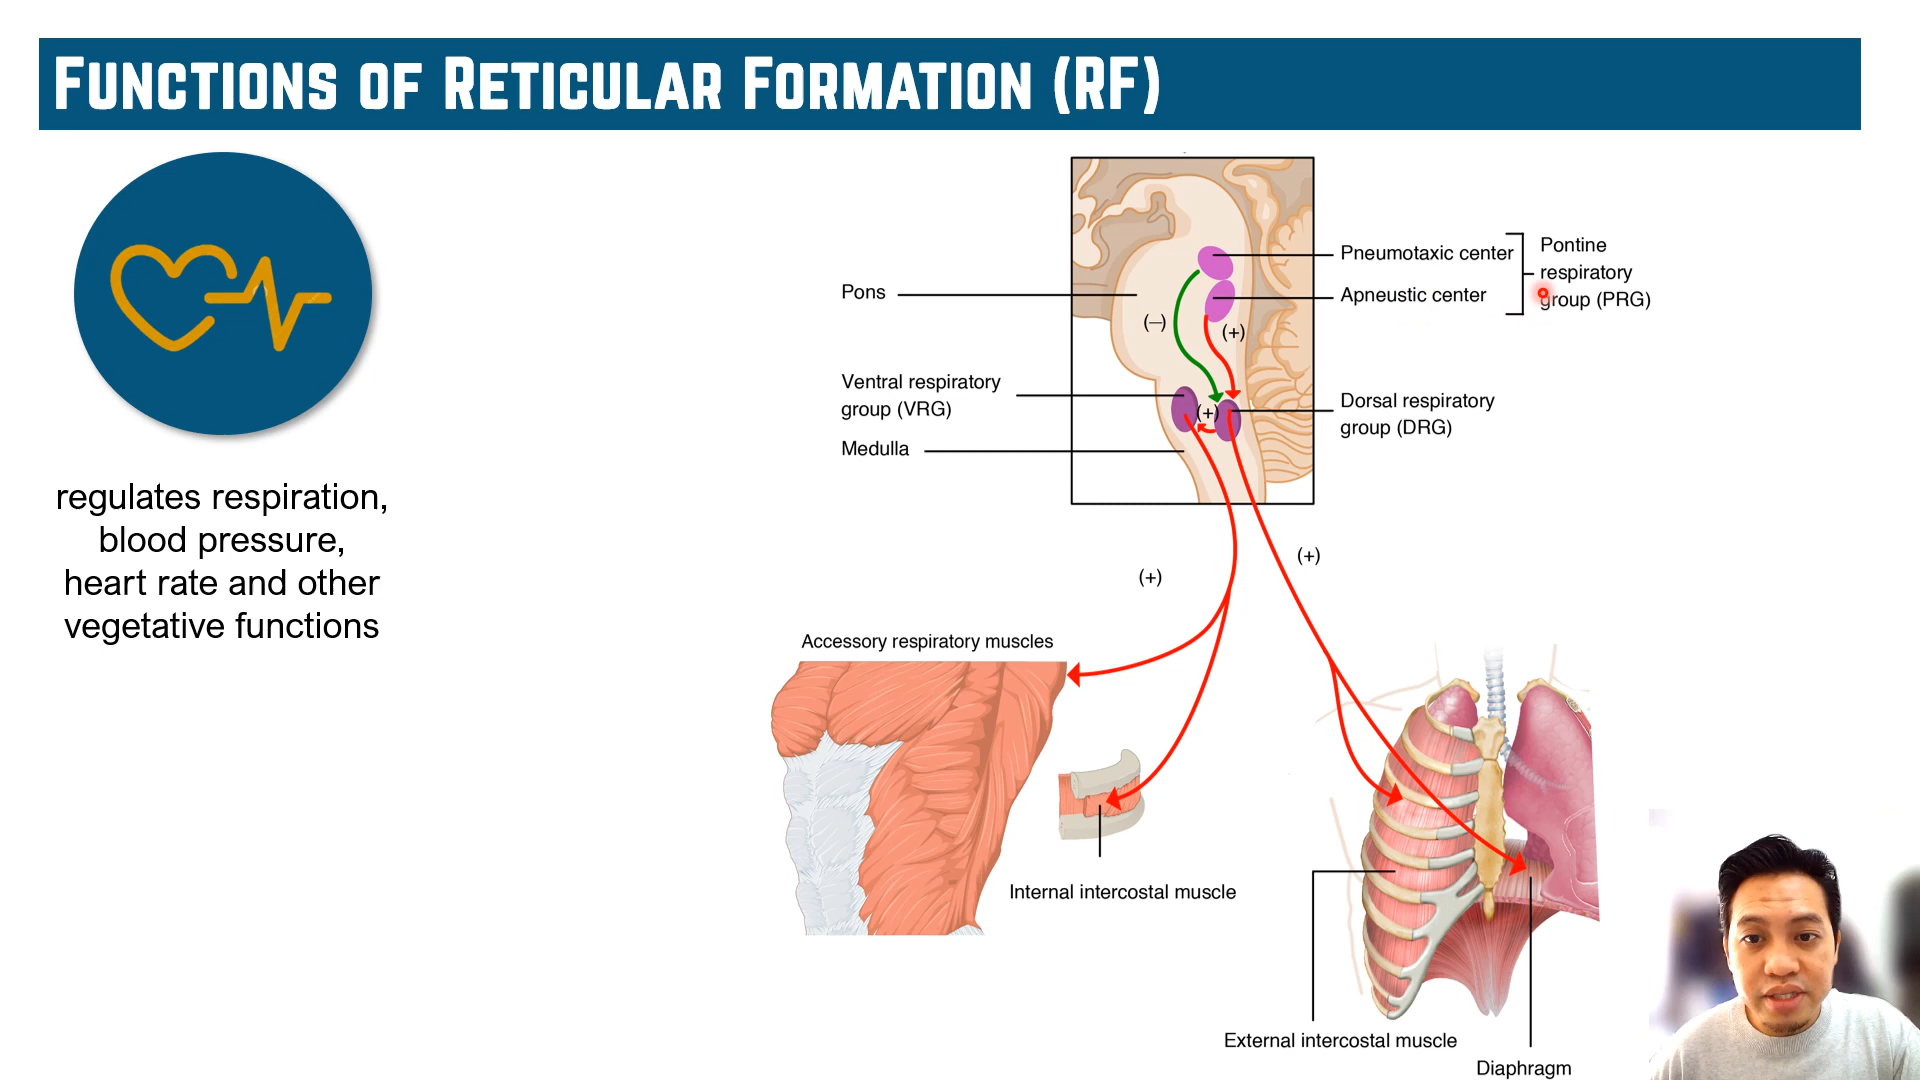 FUNCTIONS OF RETICULAR FORMATION (RF)
regulates respiration,
blood pressure,
heart rate and other
vegetative functions
Pons
Ventral respiratory
group (VRG)
Medulla
Pneumotaxic center
Apneustic center
Pontine
respiratory
group (PRG)
Dorsal respiratory
group (DRG)
(–)
(+)
(+)
(+)
(+)
Accessory respiratory muscles
Internal intercostal muscle
External intercostal muscle
Diaphragm